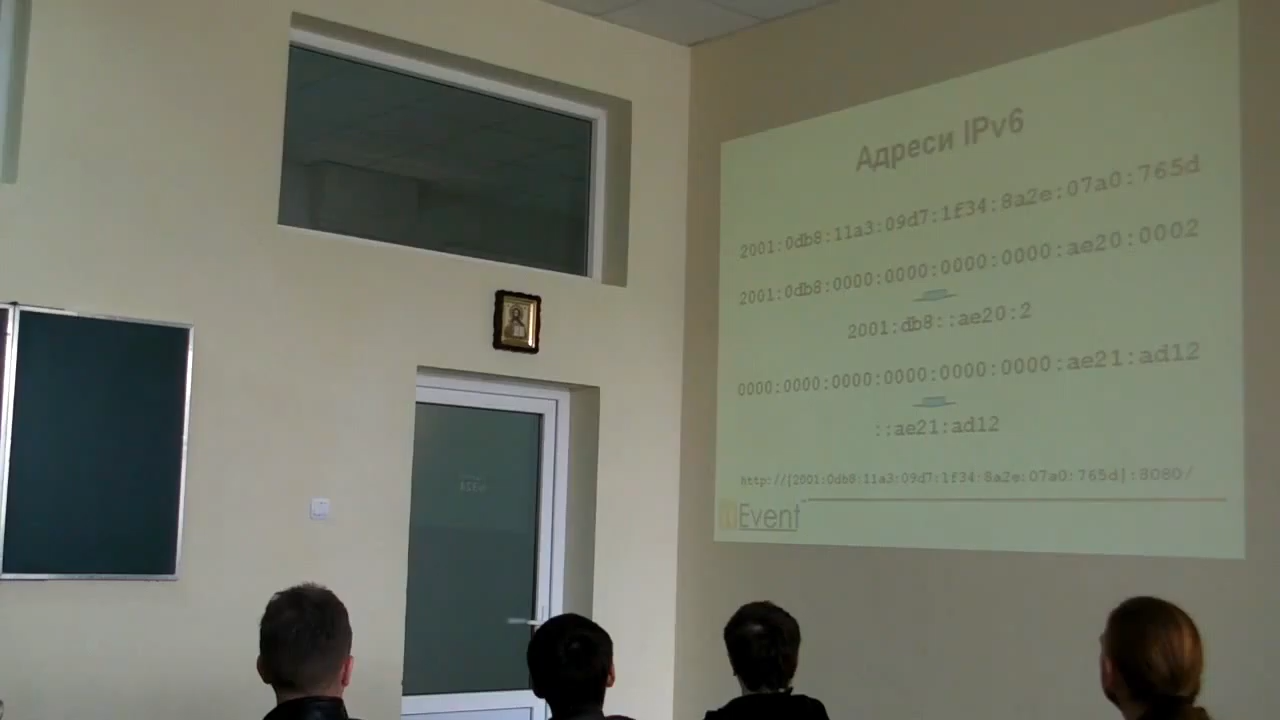 Адреси IPv6
2001:0db8:11a3:09d7:1f34:8a2e:07a0:765d
2001:0db8:0000:0000:0000:0000:ae20:0002
2001:db8::ae20:2
0000:0000:0000:0000:0000:0000:ae21:ad12
::ae21:ad12
http://[2001:0db8:11a3:09d7:1f34:8a2e:07a0:765d]:8080/
iEvent